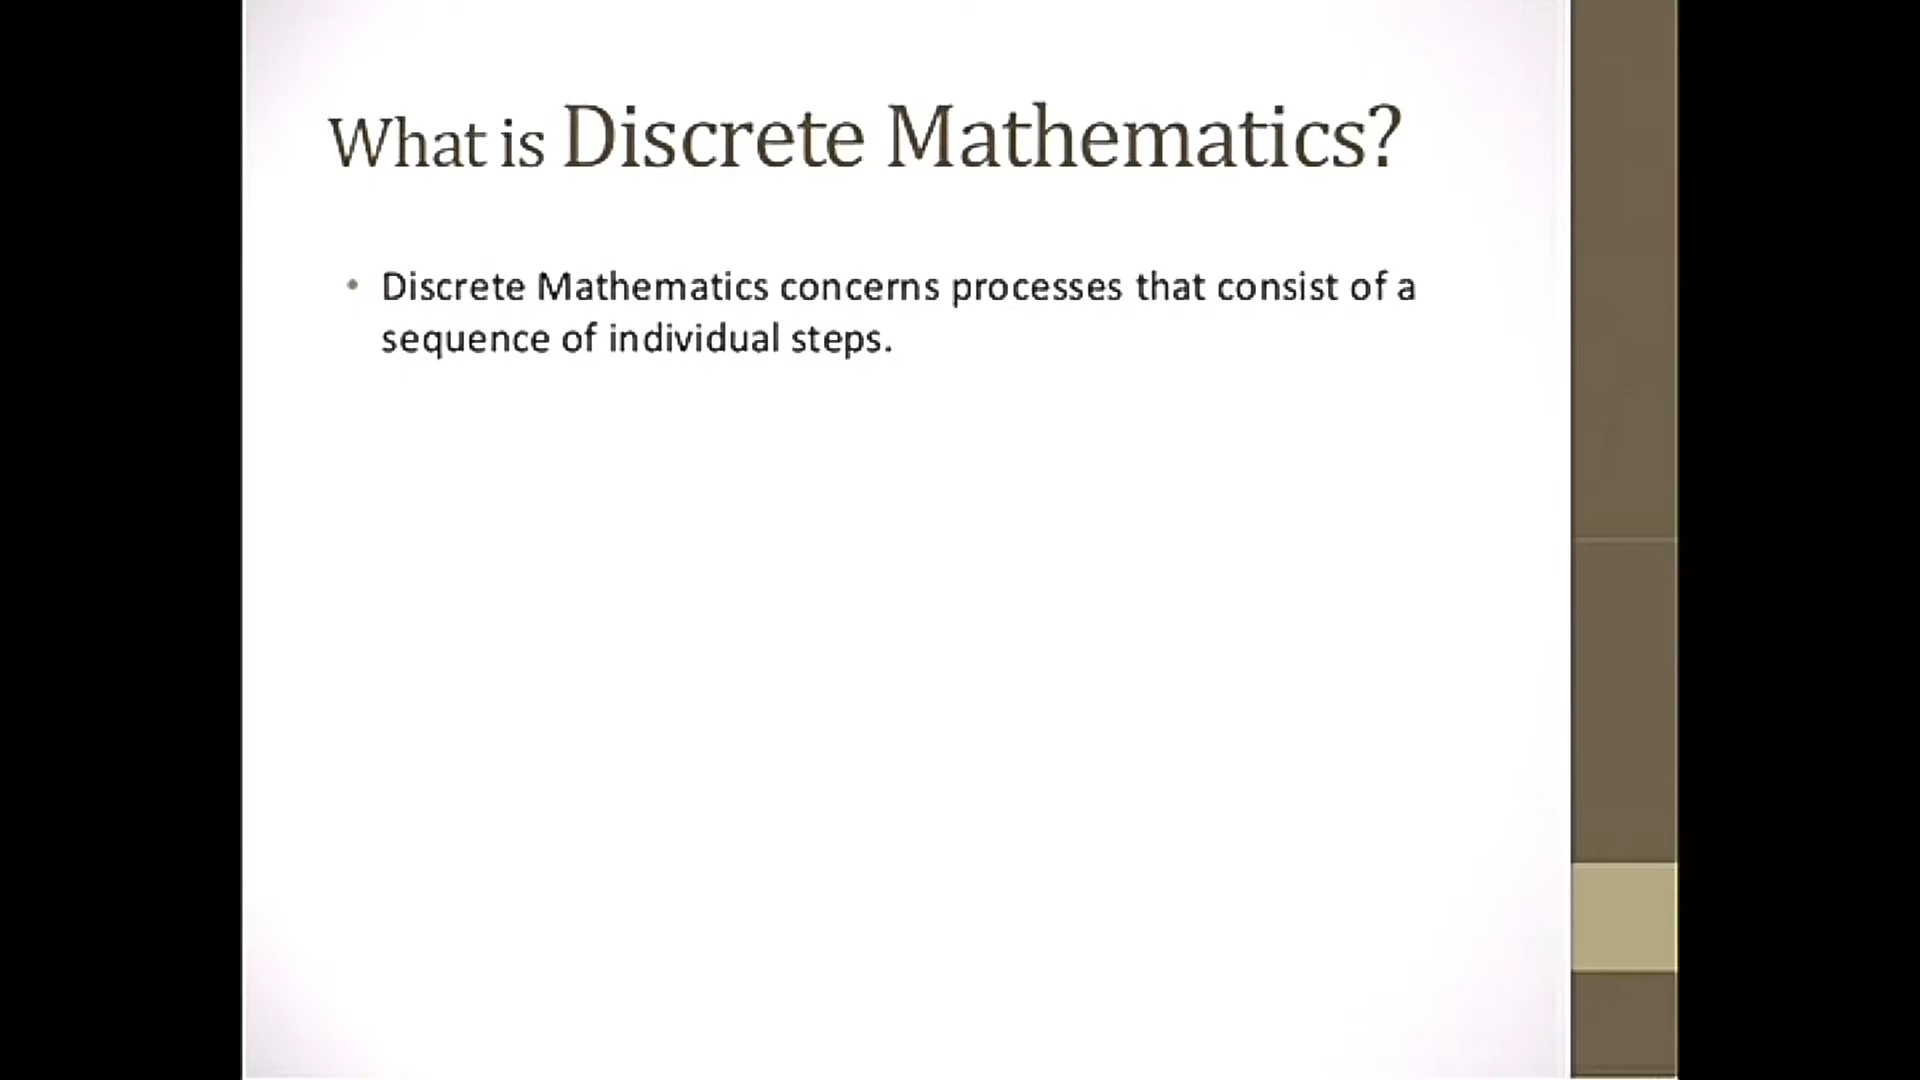 What is Discrete Mathematics?
• Discrete Mathematics concerns processes that consist of a
sequence of individual steps.